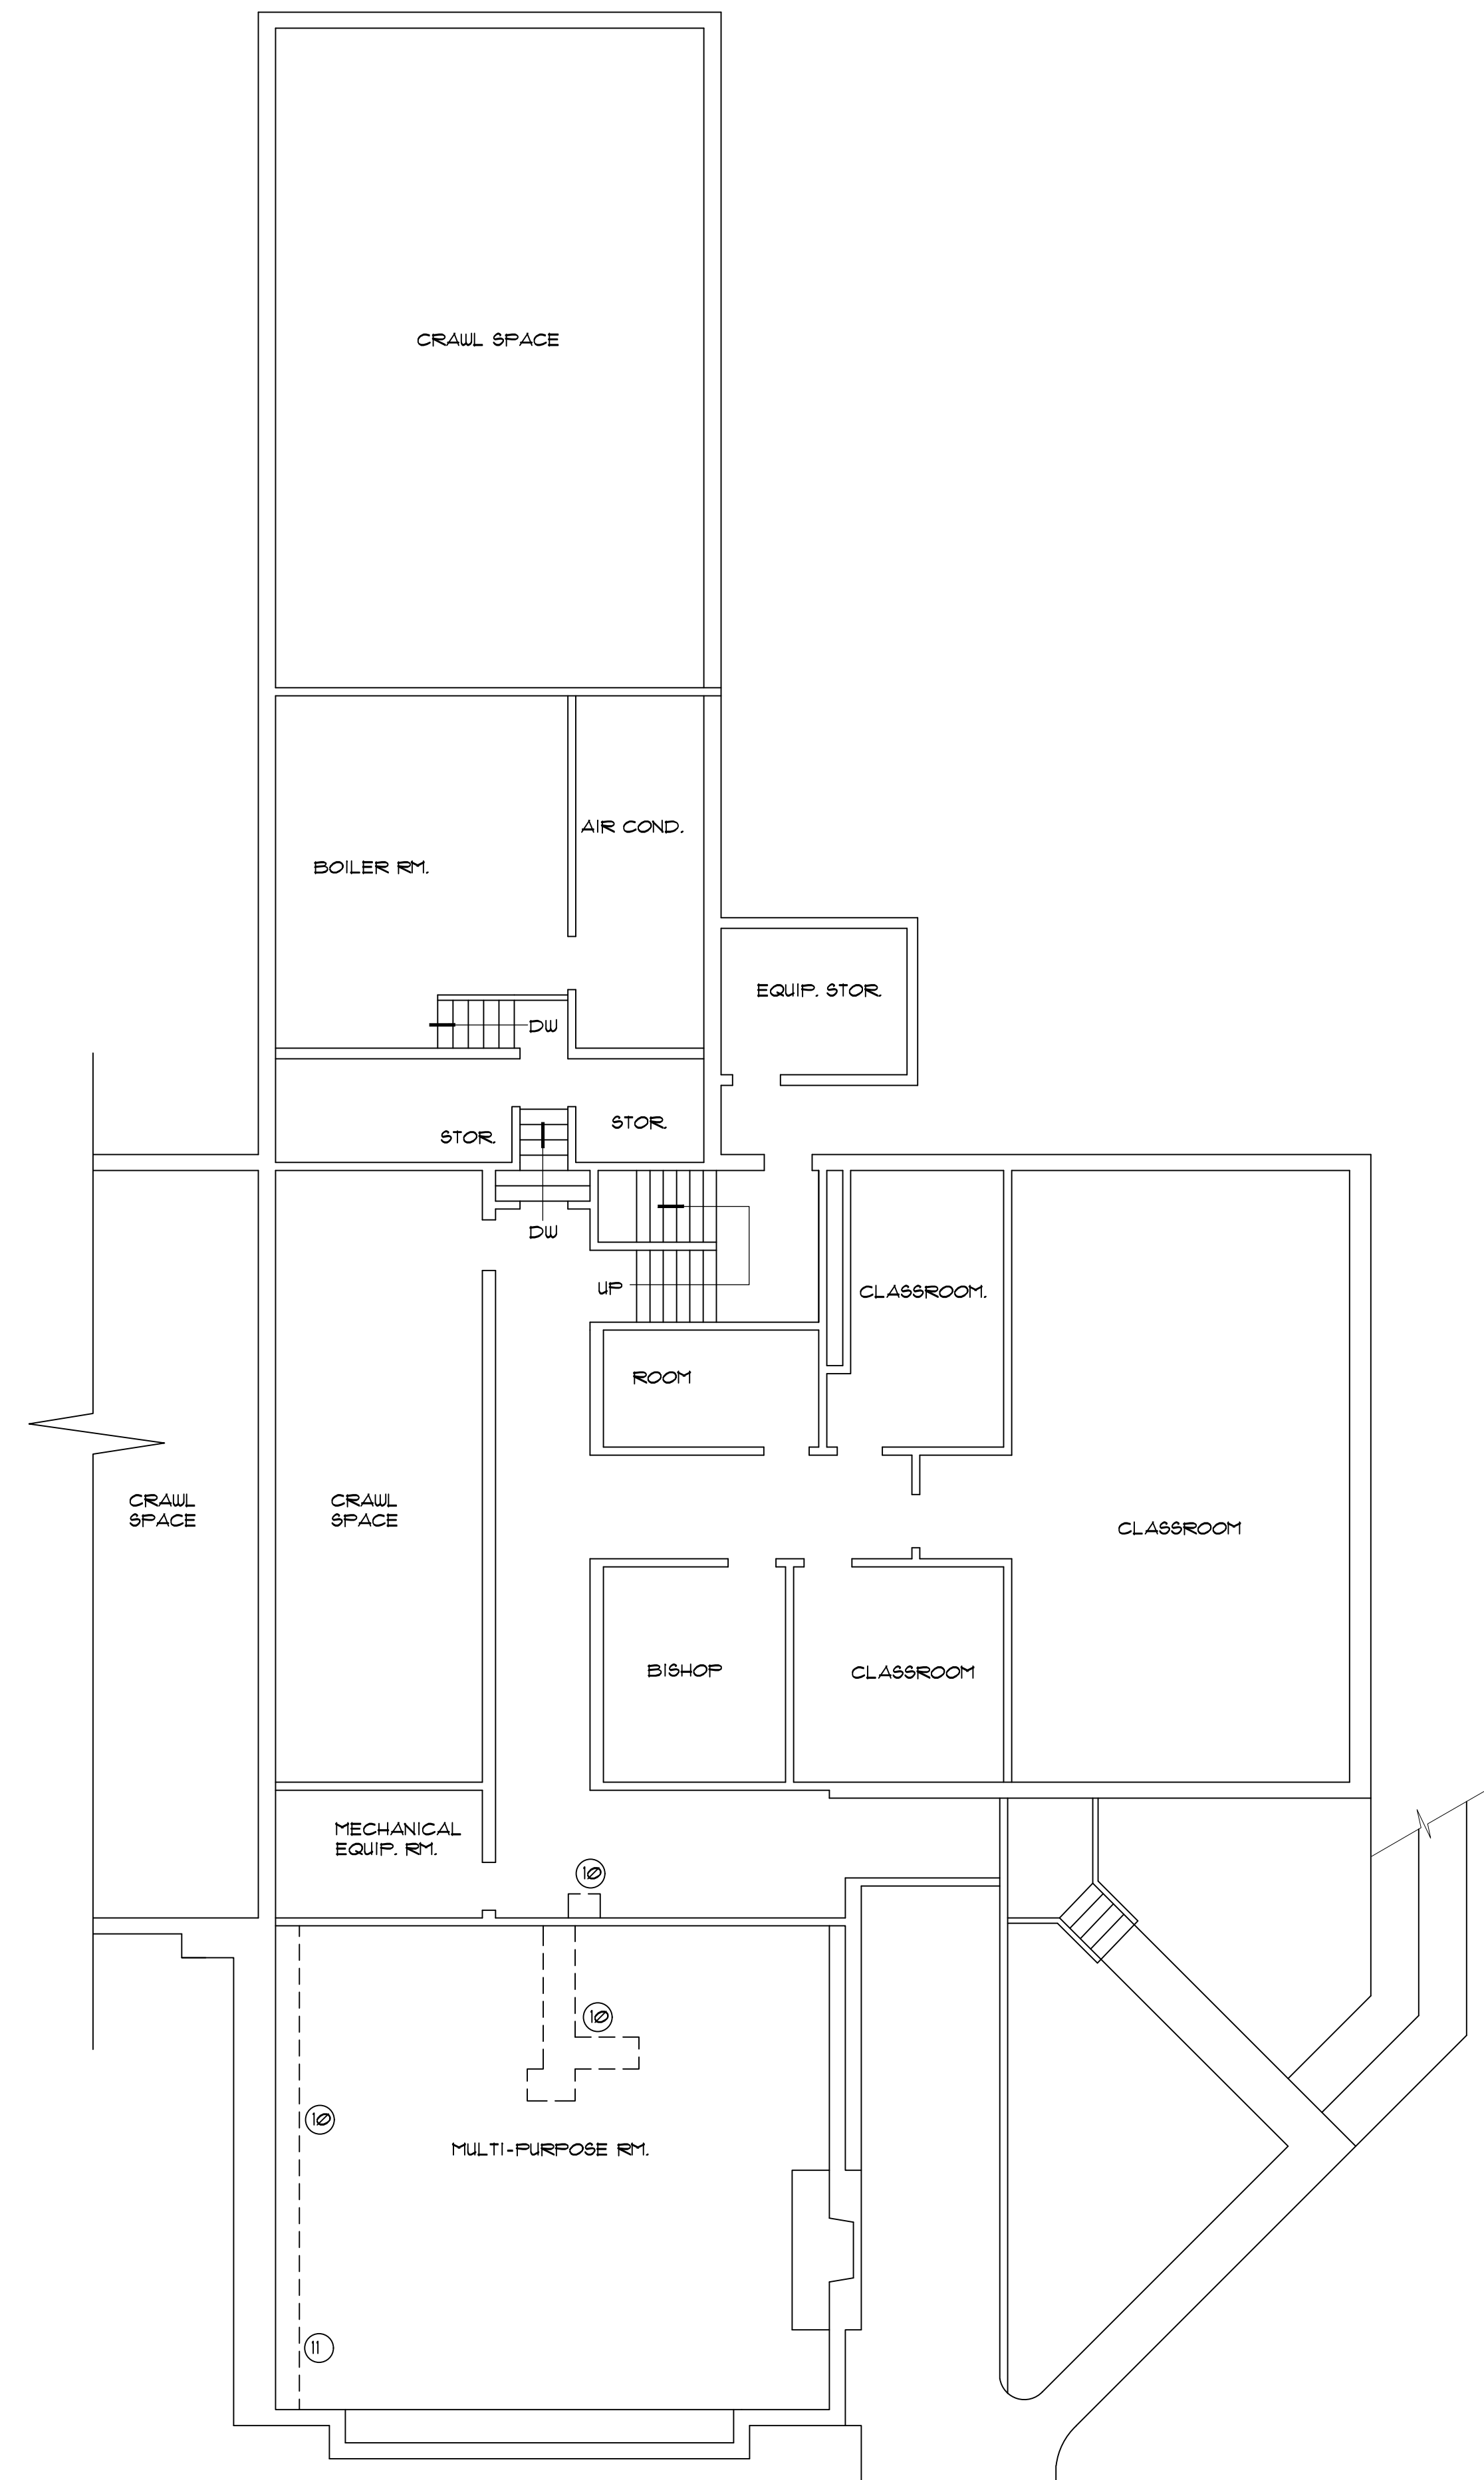 CRAWL SPACE
AIR COND.
BOILER RM.
EQUIP. STOR.
DW
STOR.
STOR.
DW
UP
CLASSROOM.
ROOM
CRAWL
SPACE
CRAWL
SPACE
CLASSROOM
BISHOP
CLASSROOM
MECHANICAL
EQUIP. RM.
10
10
10
MULTI-PURPOSE RM.
11